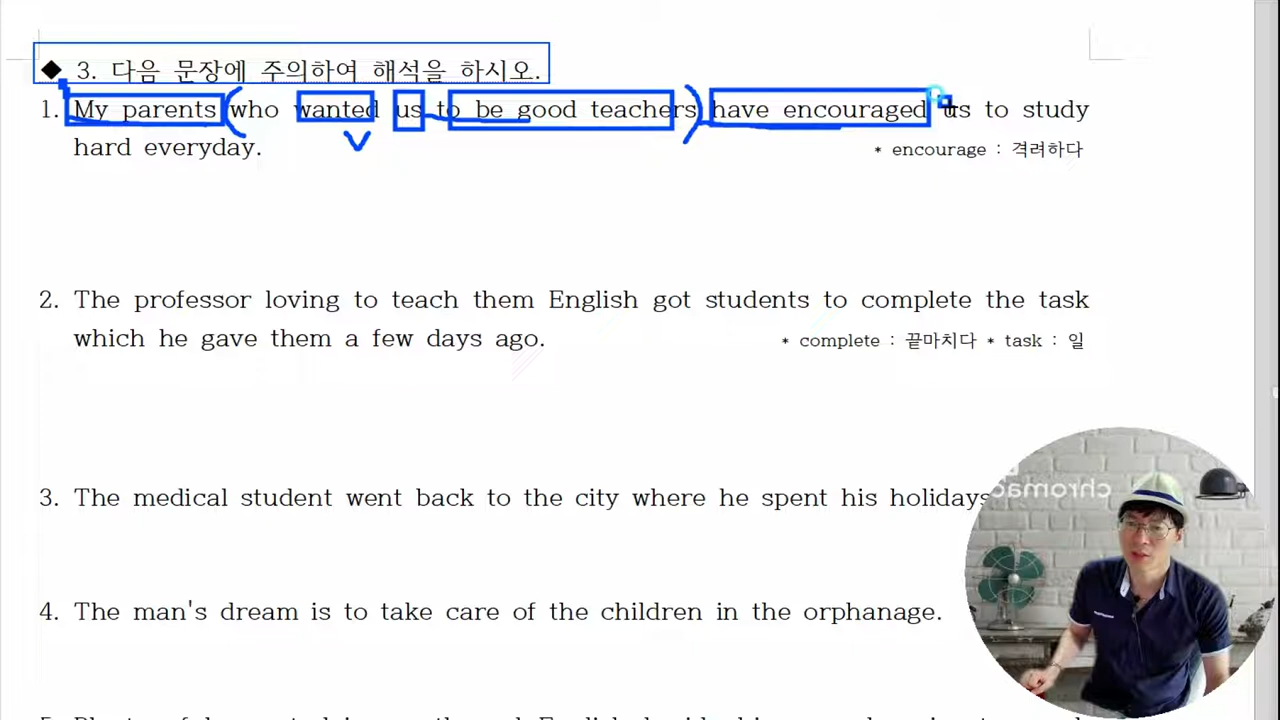 ◆ 3. 다음 문장에 주의하여 해석을 하시오.
1. My parents who wanted us to be good teachers have encouraged us to study
hard everyday.
* encourage : 격려하다
2. The professor loving to teach them English got students to complete the task
which he gave them a few days ago.
* complete : 끝마치다 * task : 일
3. The medical student went back to the city where he spent his holidays
4. The man's dream is to take care of the children in the orphanage.